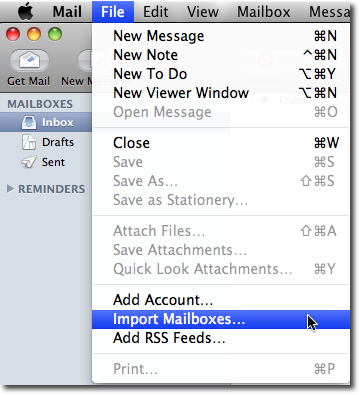 Mail File Edit View Mailbox Messa
Get Mail New Mes
From
MAILBOXES
Inbox
Drafts
Sent
REMINDERS
New Message ⌘N
New Note ^⌘N
New To Do ⌥⌘Y
New Viewer Window ⌥⌘N
Open Message ⌘O
Close ⌘W
Save ⌘S
Save As… ⇧⌘S
Save as Stationery…
Attach Files… ⇧⌘A
Save Attachments…
Quick Look Attachments… ⌘Y
Add Account…
Import Mailboxes…
Add RSS Feeds…
Print… ⌘P